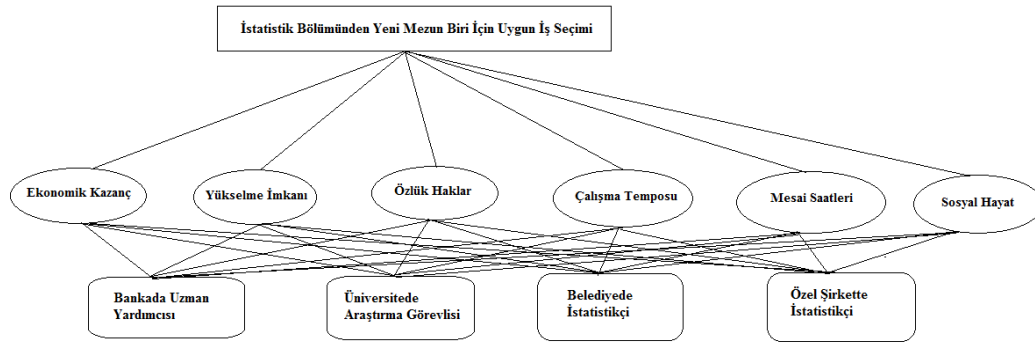 İstatistik Bölümünden Yeni Mezun Biri İçin Uygun İş Seçimi
Ekonomik Kazanç
Yükselme İmkanı
Özlük Haklar
Çalışma Temposu
Mesai Saatleri
Sosyal Hayat
Bankada Uzman
Yardımcısı
Üniversitede
Araştırma Görevlisi
Belediyede
İstatistikçi
Özel Şirkette
İstatistikçi